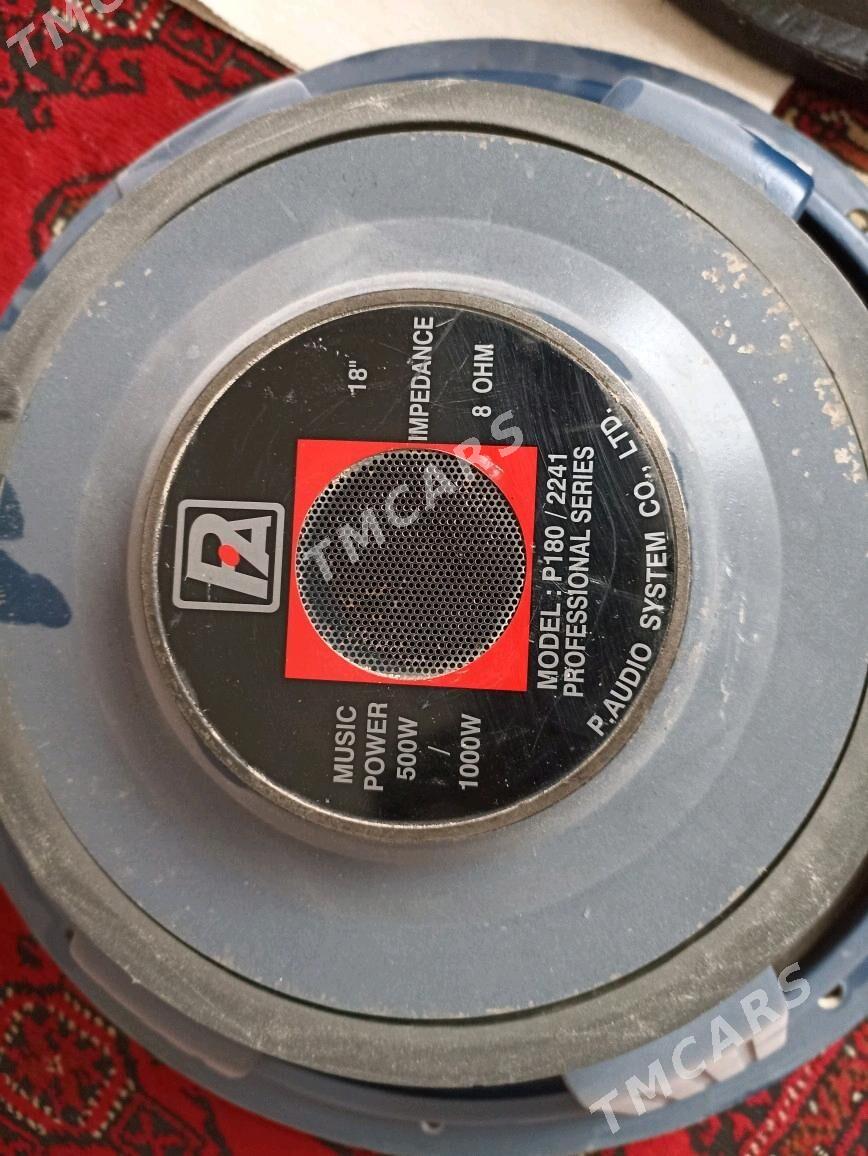 PA
18"
IMPEDANCE
8 OHM
MUSIC
POWER
500W
/
1000W
MODEL : P180 / 2241
PROFESSIONAL SERIES
P.AUDIO SYSTEM CO., LTD.
TMCARS
TMCARS
TMCARS